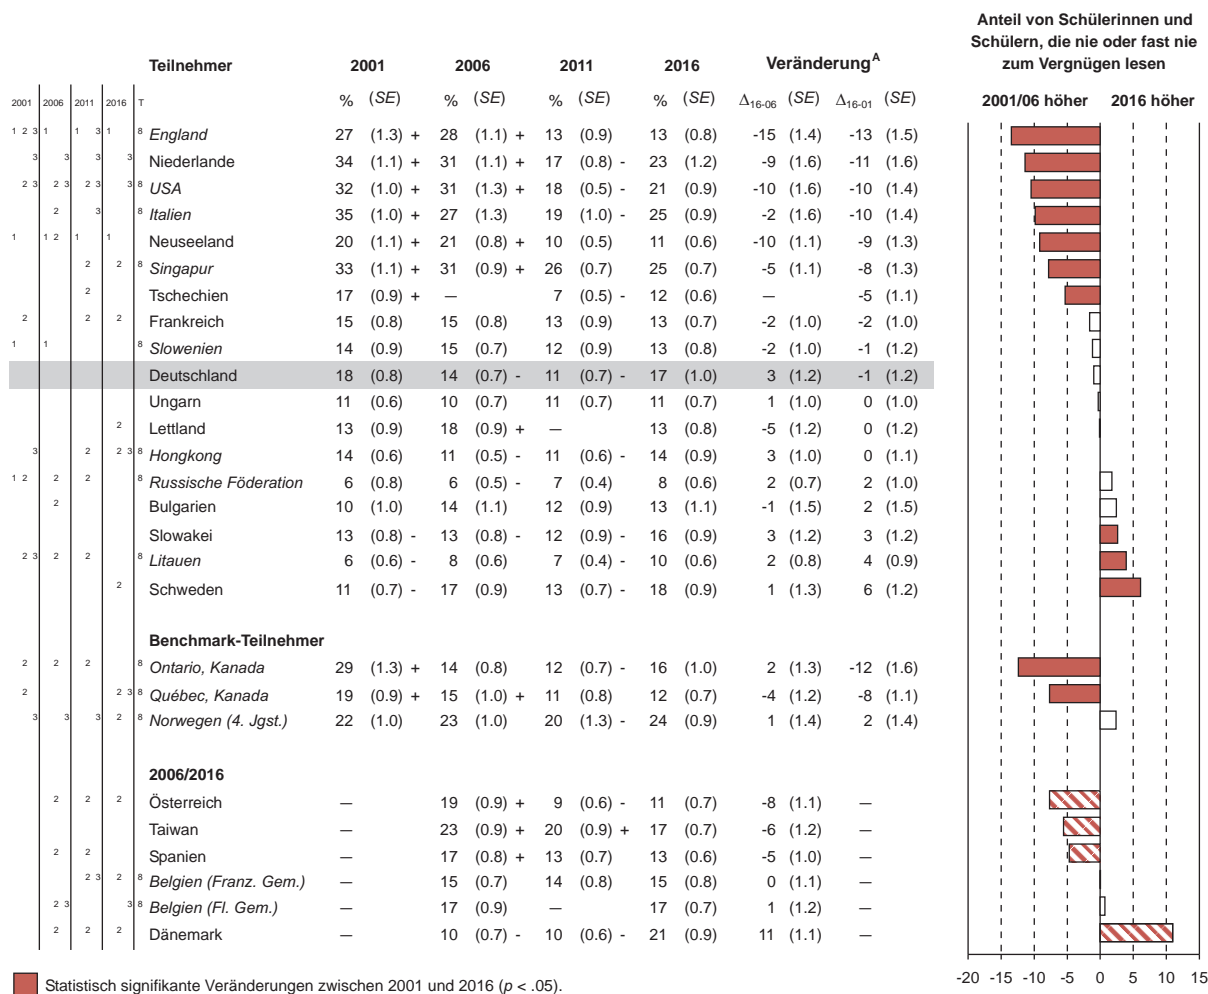 Anteil von Schülerinnen und
Schülern, die nie oder fast nie
zum Vergnügen lesen
Teilnehmer 2001 2006 2011 2016 Veränderung^A
2001 2006 2011 2016 T % (SE) % (SE) % (SE) % (SE) Δ16-06 (SE) Δ16-01 (SE) 2001/06 höher 2016 höher
1 2 3 1 1 3 1 8 England 27 (1.3) + 28 (1.1) + 13 (0.9) 13 (0.8) -15 (1.4) -13 (1.5)
3 3 3 3 Niederlande 34 (1.1) + 31 (1.1) + 17 (0.8) - 23 (1.2) -9 (1.6) -11 (1.6)
2 3 2 3 2 3 3 8 USA 32 (1.0) + 31 (1.3) + 18 (0.5) - 21 (0.9) -10 (1.6) -10 (1.4)
2 3 8 Italien 35 (1.0) + 27 (1.3) 19 (1.0) - 25 (0.9) -2 (1.6) -10 (1.4)
1 1 2 1 1 Neuseeland 20 (1.1) + 21 (0.8) + 10 (0.5) 11 (0.6) -10 (1.1) -9 (1.3)
2 2 8 Singapur 33 (1.1) + 31 (0.9) + 26 (0.7) 25 (0.7) -5 (1.1) -8 (1.3)
2 Tschechien 17 (0.9) + — 7 (0.5) - 12 (0.6) — -5 (1.1)
2 2 2 Frankreich 15 (0.8) 15 (0.8) 13 (0.9) 13 (0.7) -2 (1.0) -2 (1.0)
1 1 8 Slowenien 14 (0.9) 15 (0.7) 12 (0.9) 13 (0.8) -2 (1.0) -1 (1.2)
Deutschland 18 (0.8) 14 (0.7) - 11 (0.7) - 17 (1.0) 3 (1.2) -1 (1.2)
Ungarn 11 (0.6) 10 (0.7) 11 (0.7) 11 (0.7) 1 (1.0) 0 (1.0)
2 Lettland 13 (0.9) 18 (0.9) + — 13 (0.8) -5 (1.2) 0 (1.2)
3 2 2 3 8 Hongkong 14 (0.6) 11 (0.5) - 11 (0.6) - 14 (0.9) 3 (1.0) 0 (1.1)
1 2 2 2 8 Russische Föderation 6 (0.8) 6 (0.5) - 7 (0.4) 8 (0.6) 2 (0.7) 2 (1.0)
2 Bulgarien 10 (1.0) 14 (1.1) 12 (0.9) 13 (1.1) -1 (1.5) 2 (1.5)
Slowakei 13 (0.8) - 13 (0.8) - 12 (0.9) - 16 (0.9) 3 (1.2) 3 (1.2)
2 3 2 2 8 Litauen 6 (0.6) - 8 (0.6) 7 (0.4) - 10 (0.6) 2 (0.8) 4 (0.9)
2 Schweden 11 (0.7) - 17 (0.9) 13 (0.7) - 18 (0.9) 1 (1.3) 6 (1.2)
Benchmark-Teilnehmer
2 2 2 8 Ontario, Kanada 29 (1.3) + 14 (0.8) 12 (0.7) - 16 (1.0) 2 (1.3) -12 (1.6)
2 2 3 8 Québec, Kanada 19 (0.9) + 15 (1.0) + 11 (0.8) 12 (0.7) -4 (1.2) -8 (1.1)
3 3 3 2 8 Norwegen (4. Jgst.) 22 (1.0) 23 (1.0) 20 (1.3) - 24 (0.9) 1 (1.4) 2 (1.4)
2006/2016
2 2 2 Österreich — 19 (0.9) + 9 (0.6) - 11 (0.7) -8 (1.1) —
Taiwan — 23 (0.9) + 20 (0.9) + 17 (0.7) -6 (1.2) —
2 2 Spanien — 17 (0.8) + 13 (0.7) 13 (0.6) -5 (1.0) —
2 3 2 8 Belgien (Franz. Gem.) — 15 (0.7) 14 (0.8) 15 (0.8) 0 (1.1) —
2 3 3 8 Belgien (Fl. Gem.) — 17 (0.9) — 17 (0.7) 1 (1.2) —
2 2 2 Dänemark — 10 (0.7) - 10 (0.6) - 21 (0.9) 11 (1.1) —
-20 -15 -10 -5 0 5 10 15
Statistisch signifikante Veränderungen zwischen 2001 und 2016 (p < .05).